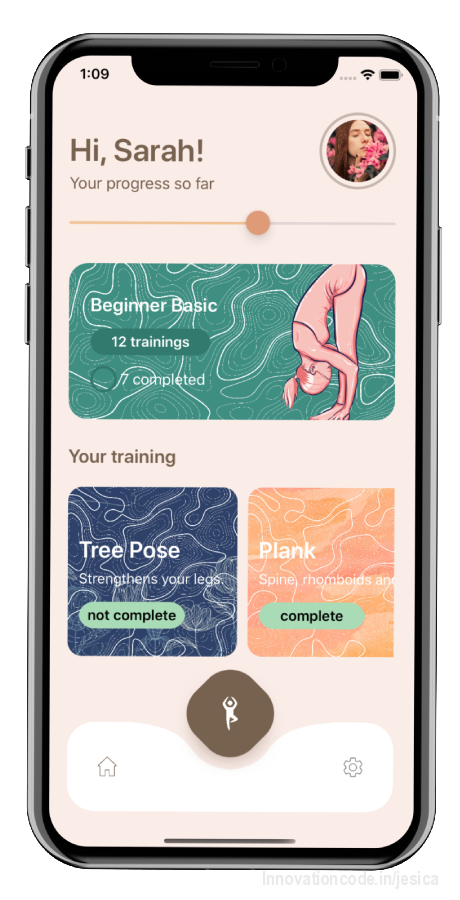 1:09
Hi, Sarah!
Your progress so far
Beginner Basic
12 trainings
7 completed
Your training
Tree Pose
Strengthens your legs.
not complete
Plank
Spine, rhomboids and
complete
Innovationcode.in/jesica